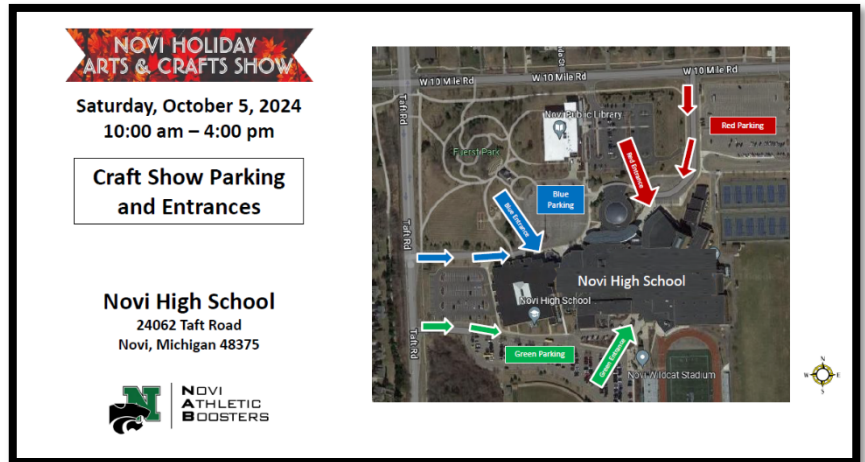 NOVI HOLIDAY
ARTS & CRAFTS SHOW
Saturday, October 5, 2024
10:00 am – 4:00 pm
Craft Show Parking
and Entrances
Novi High School
24062 Taft Road
Novi, Michigan 48375
N
NOVI
ATHLETIC
BOOSTERS
W 10 Mile Rd
W 10 Mile Rd
W 10 Mile Rd
Taft Rd
Novi Public Library
Red Parking
Fuerst Park
Red Entrance
Blue
Parking
Blue Entrance
Taft Rd
Novi High School
Novi High School
Taft Rd
Green Parking
Green Entrance
Novi Wildcat Stadium
N
W
E
S